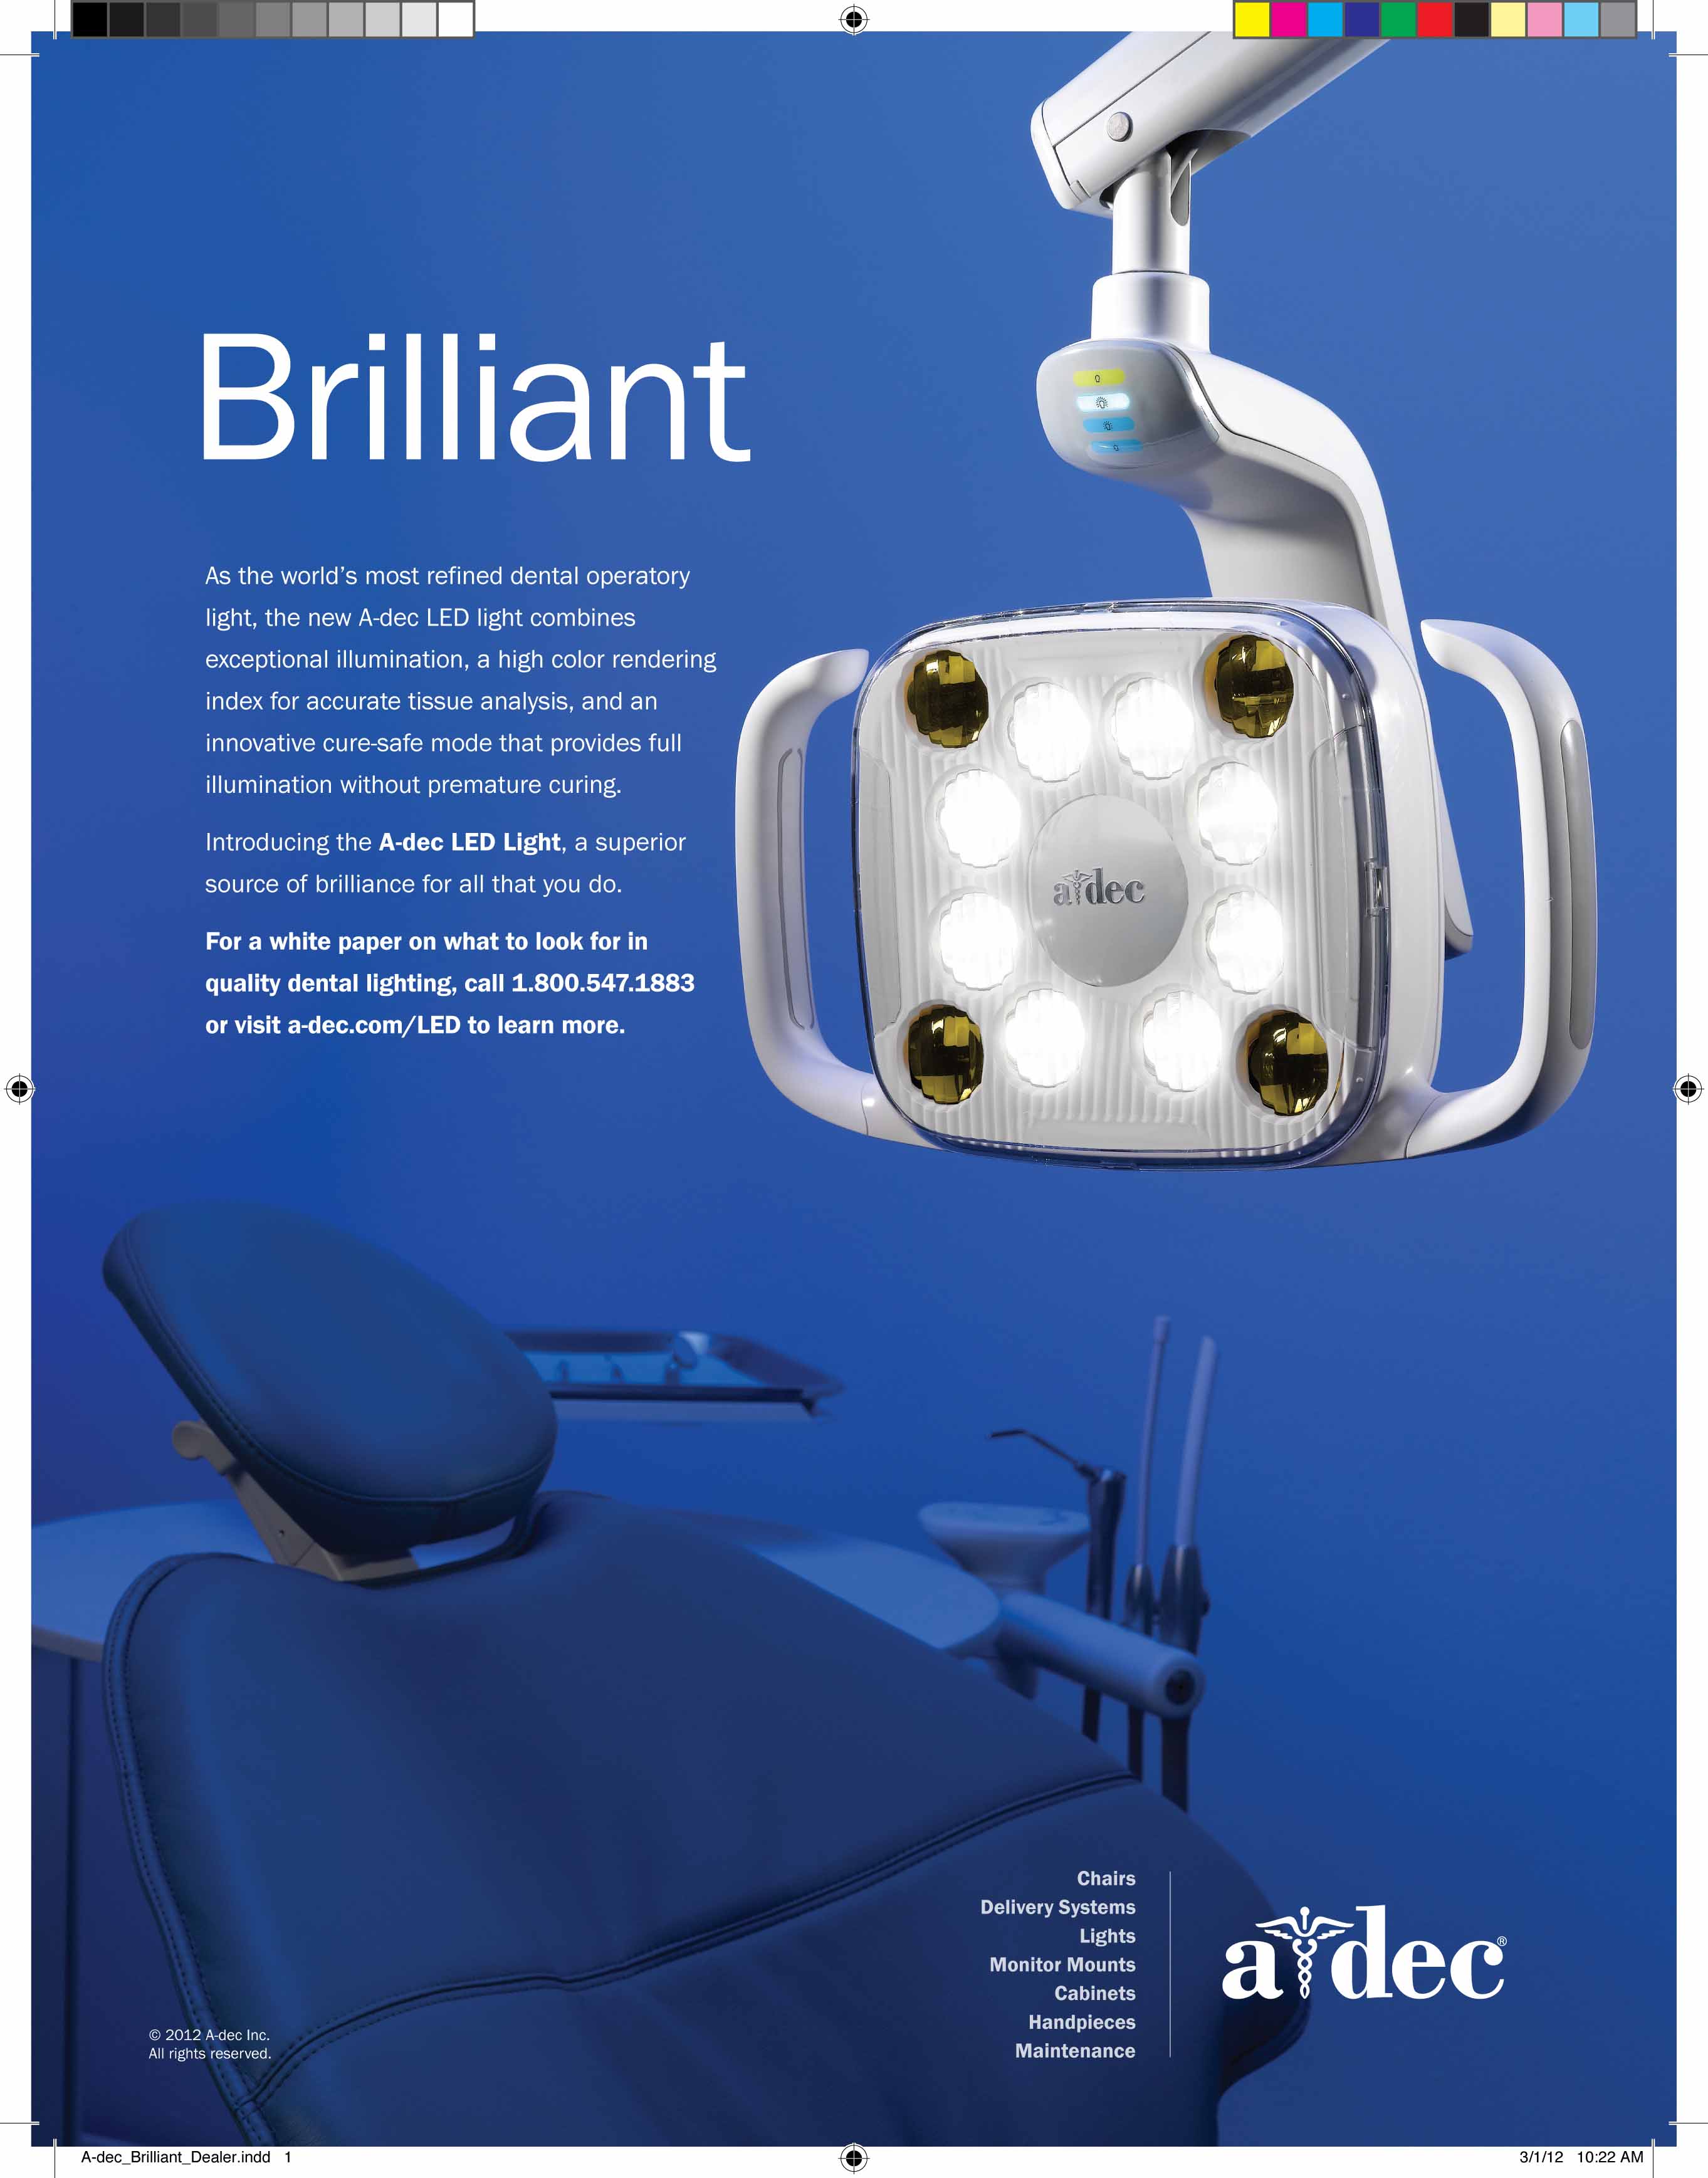 Brilliant
As the world’s most refined dental operatory
light, the new A-dec LED light combines
exceptional illumination, a high color rendering
index for accurate tissue analysis, and an
innovative cure-safe mode that provides full
illumination without premature curing.
Introducing the A-dec LED Light, a superior
source of brilliance for all that you do.
For a white paper on what to look for in
quality dental lighting, call 1.800.547.1883
or visit a-dec.com/LED to learn more.
a dec
Chairs
Delivery Systems
Lights
Monitor Mounts
Cabinets
Handpieces
Maintenance
a dec®
© 2012 A-dec Inc.
All rights reserved.
A-dec_Brilliant_Dealer.indd 1
3/1/12 10:22 AM